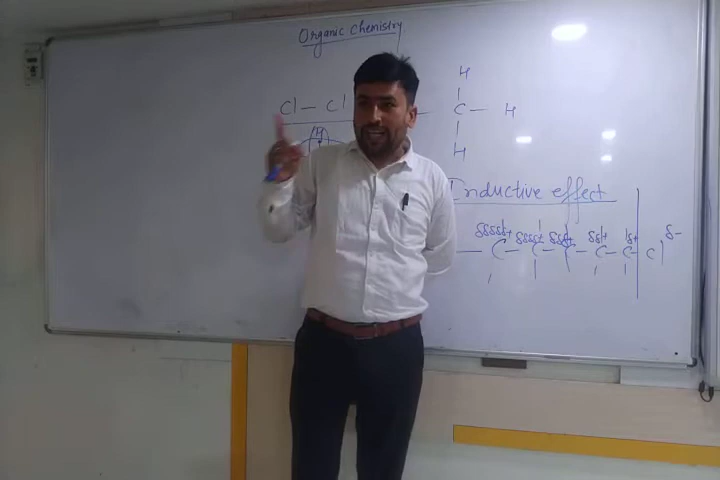 Organic Chemistry
Cl — Cl
H
C — H
H
Inductive effect
δδδδδ+ δδδδ+ δδδ+ δδ+ δ+ δ-
— C — C — C — C — C Cl